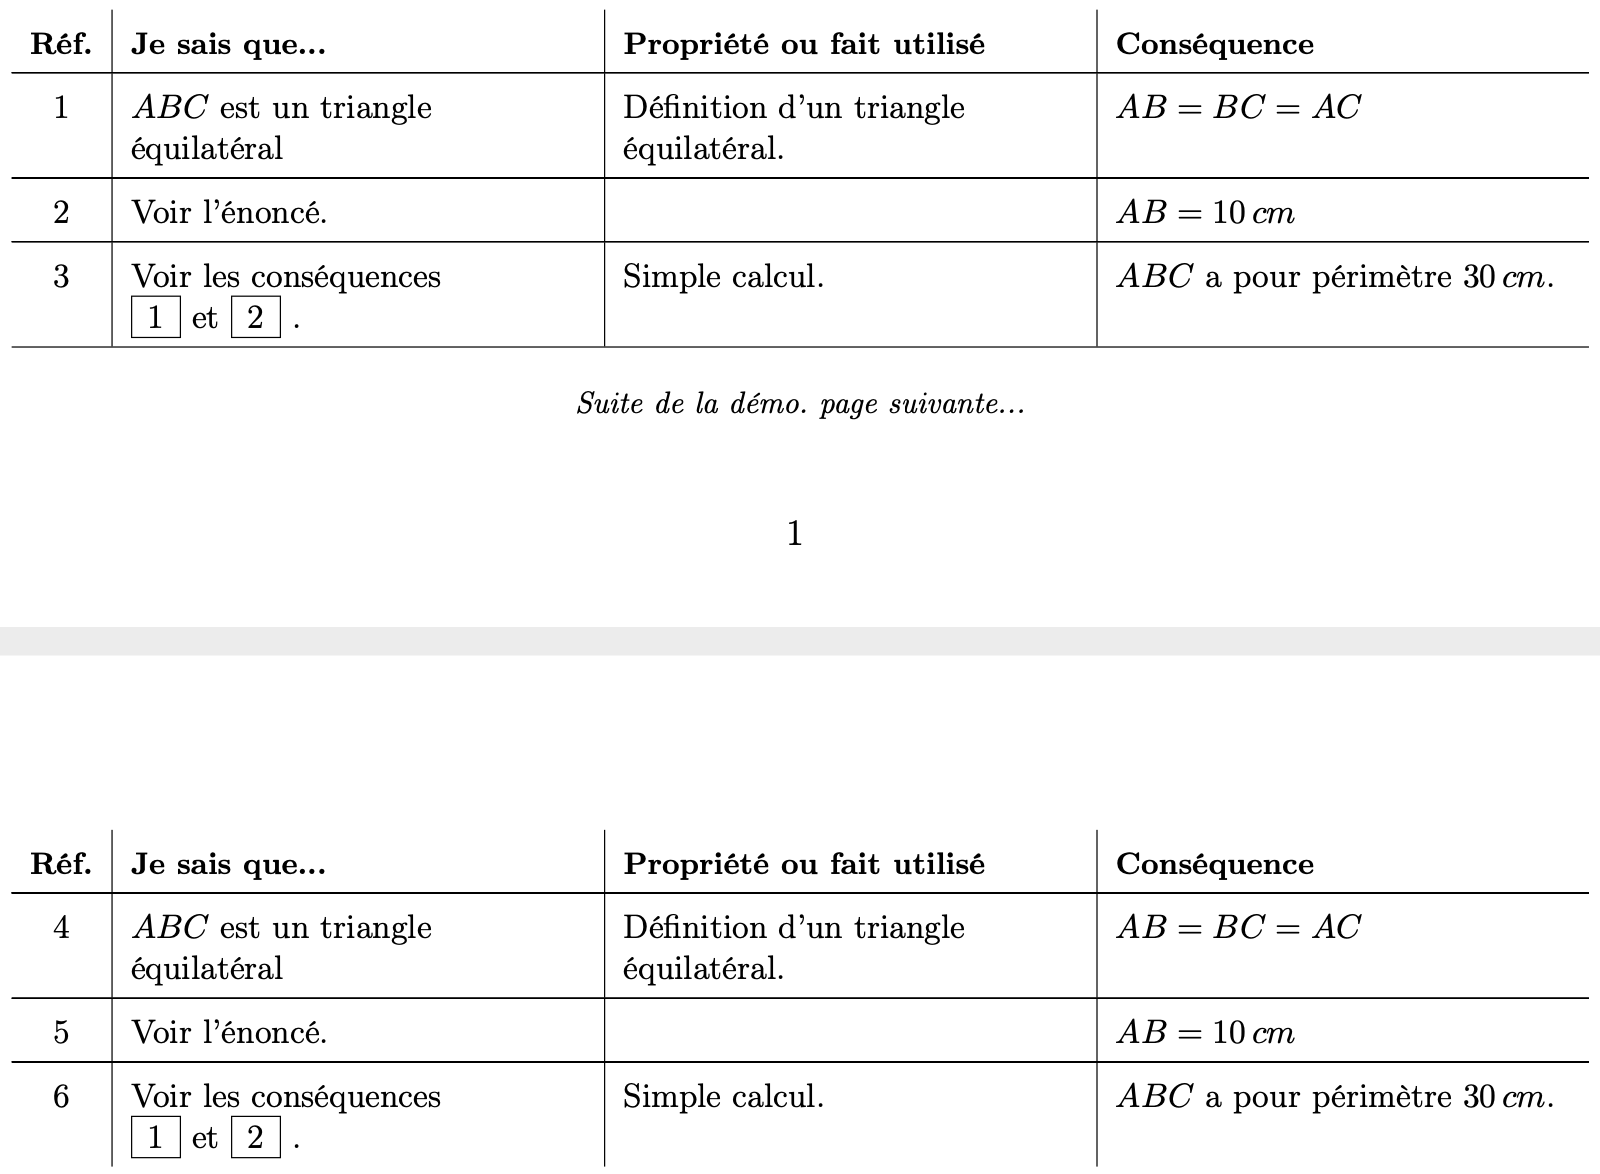 Réf. Je sais que... Propriété ou fait utilisé Conséquence
1 ABC est un triangle Définition d'un triangle AB = BC = AC
équilatéral équilatéral.
2 Voir l'énoncé. AB = 10 cm
3 Voir les conséquences Simple calcul. ABC a pour périmètre 30 cm.
1 et 2 .
Suite de la démo. page suivante...
1
Réf. Je sais que... Propriété ou fait utilisé Conséquence
4 ABC est un triangle Définition d'un triangle AB = BC = AC
équilatéral équilatéral.
5 Voir l'énoncé. AB = 10 cm
6 Voir les conséquences Simple calcul. ABC a pour périmètre 30 cm.
1 et 2 .